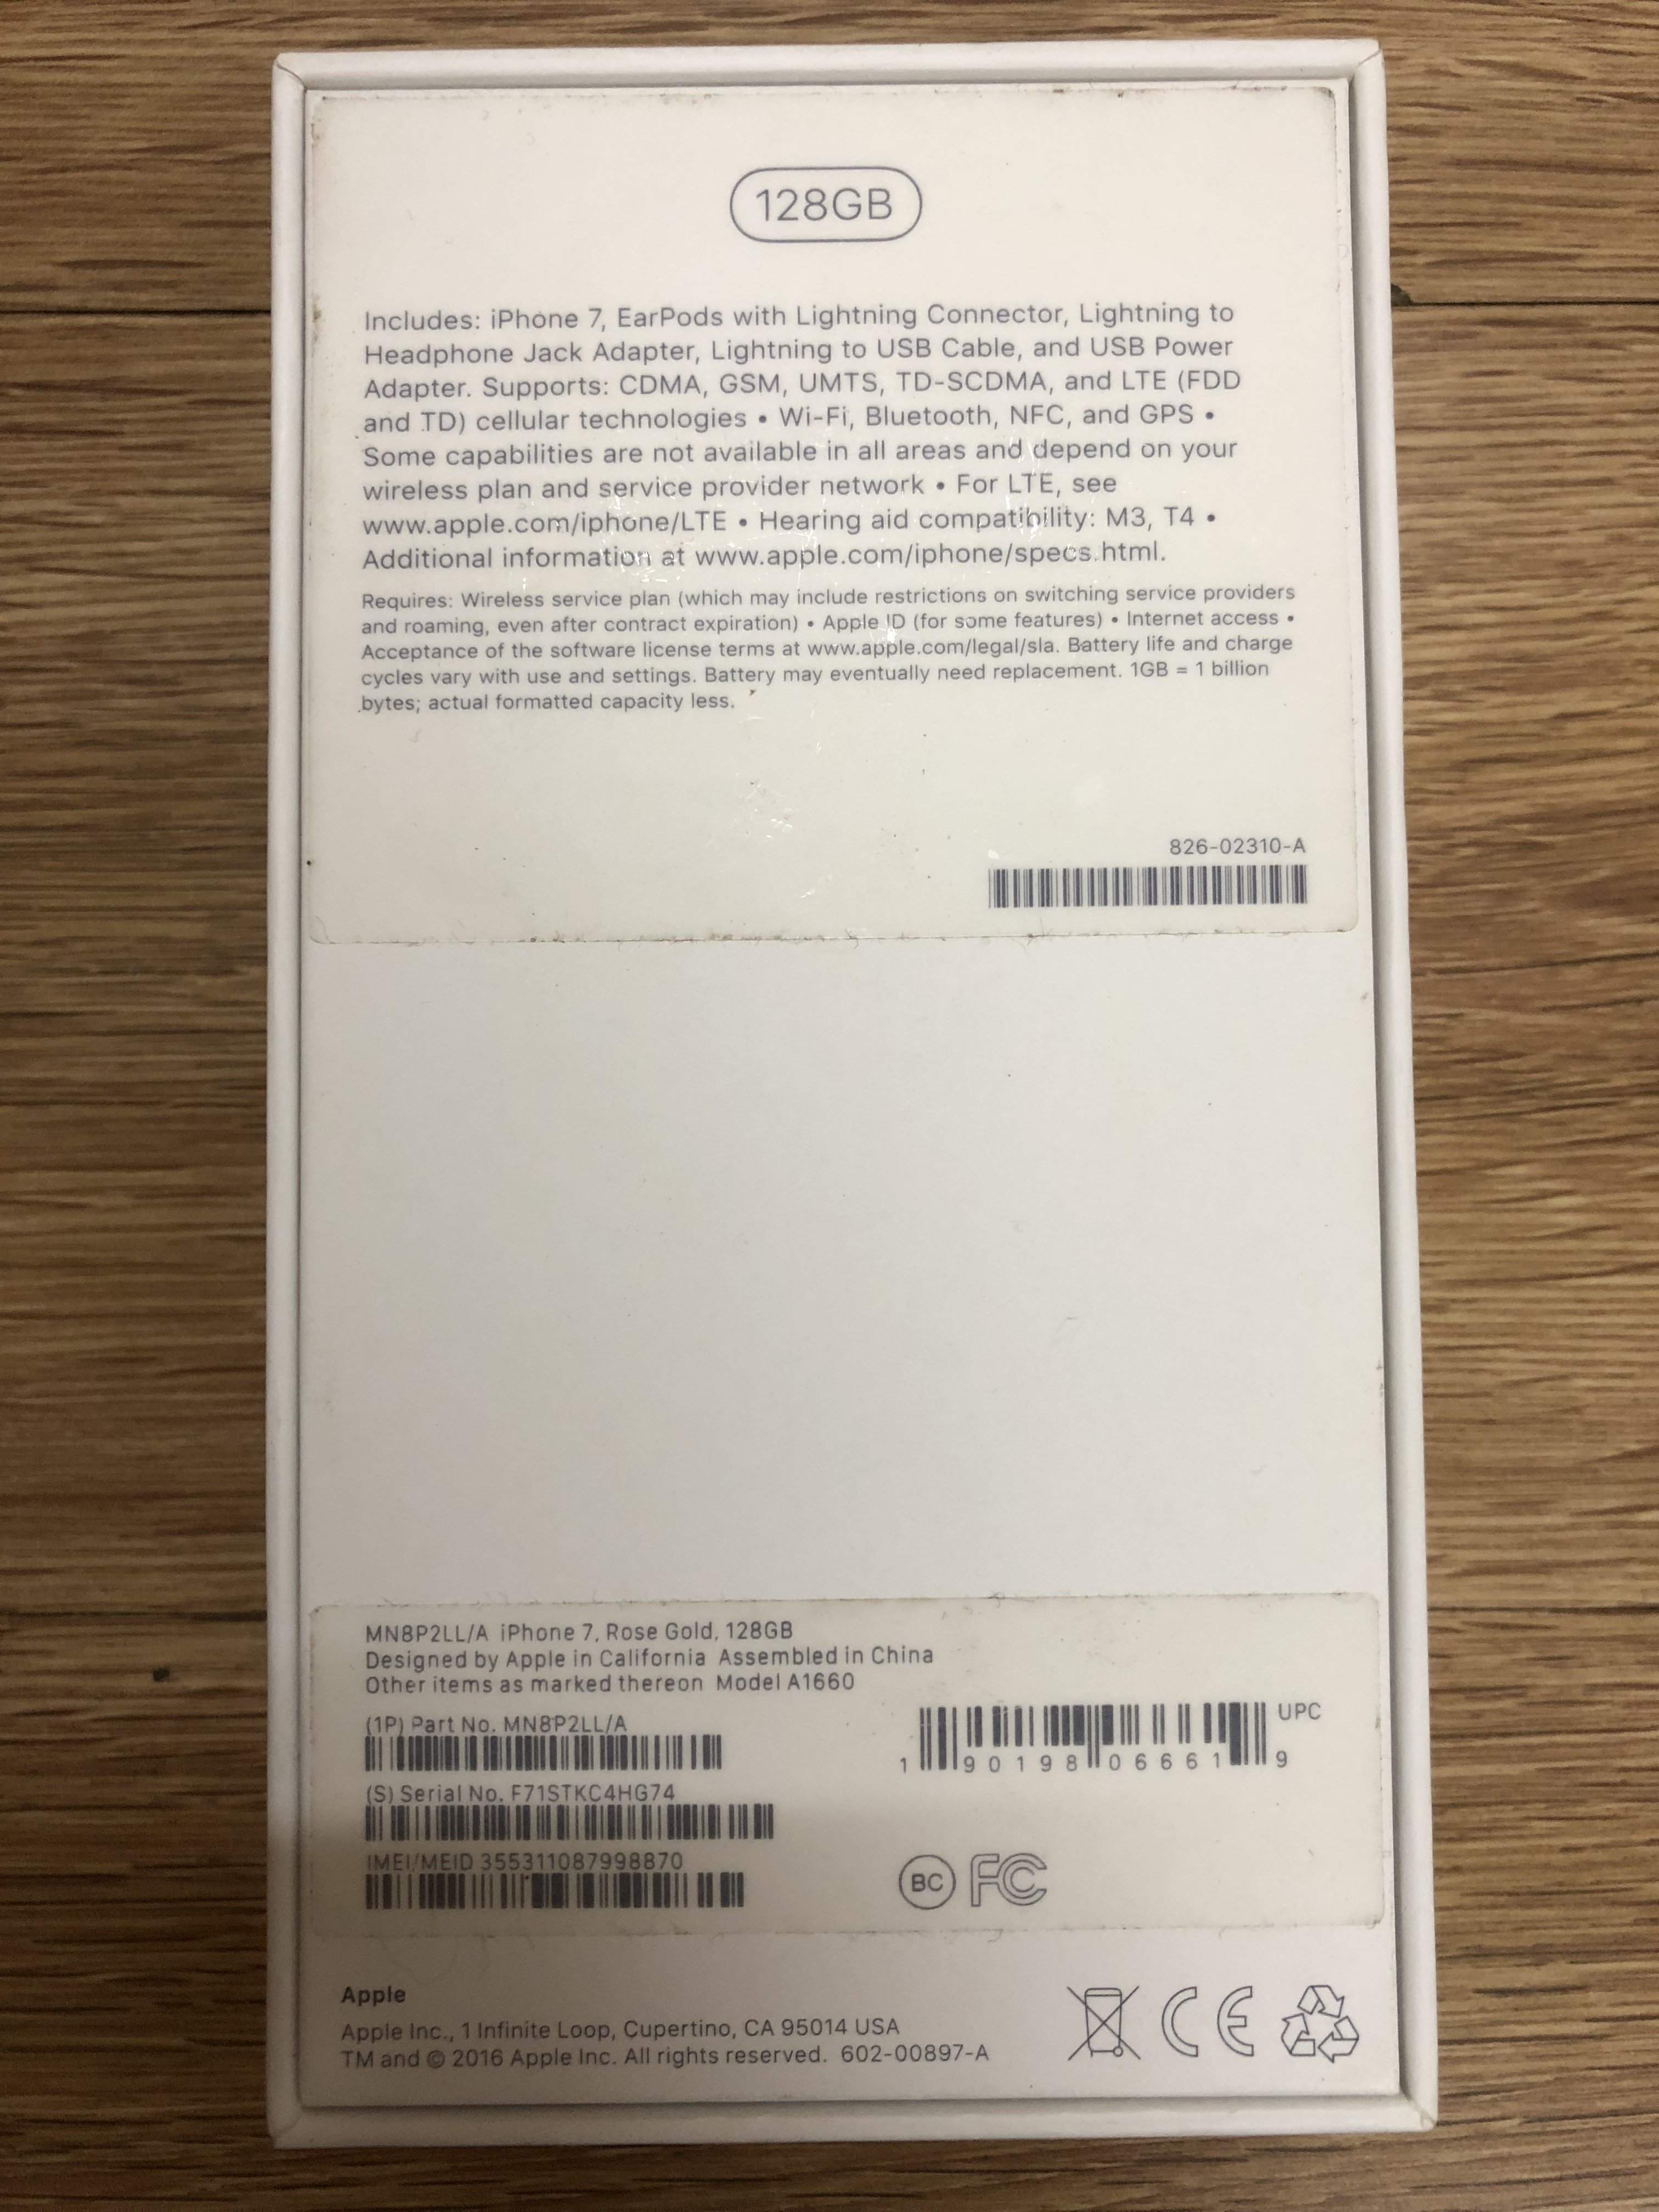 128GB
Includes: iPhone 7, EarPods with Lightning Connector, Lightning to
Headphone Jack Adapter, Lightning to USB Cable, and USB Power
Adapter. Supports: CDMA, GSM, UMTS, TD-SCDMA, and LTE (FDD
and TD) cellular technologies • Wi-Fi, Bluetooth, NFC, and GPS •
Some capabilities are not available in all areas and depend on your
wireless plan and service provider network • For LTE, see
www.apple.com/iphone/LTE • Hearing aid compatibility: M3, T4 •
Additional information at www.apple.com/iphone/specs.html.
Requires: Wireless service plan (which may include restrictions on switching service providers
and roaming, even after contract expiration) • Apple ID (for some features) • Internet access •
Acceptance of the software license terms at www.apple.com/legal/sla. Battery life and charge
cycles vary with use and settings. Battery may eventually need replacement. 1GB = 1 billion
bytes; actual formatted capacity less.
826-02310-A
MN8P2LL/A iPhone 7, Rose Gold, 128GB
Designed by Apple in California Assembled in China
Other items as marked thereon Model A1660
(1P) Part No. MN8P2LL/A
UPC
1 90198 06661 9
(S) Serial No. F71STKC4HG74
IMEI/MEID 355311087998870
BC FC
Apple
Apple Inc., 1 Infinite Loop, Cupertino, CA 95014 USA
TM and © 2016 Apple Inc. All rights reserved. 602-00897-A
CE